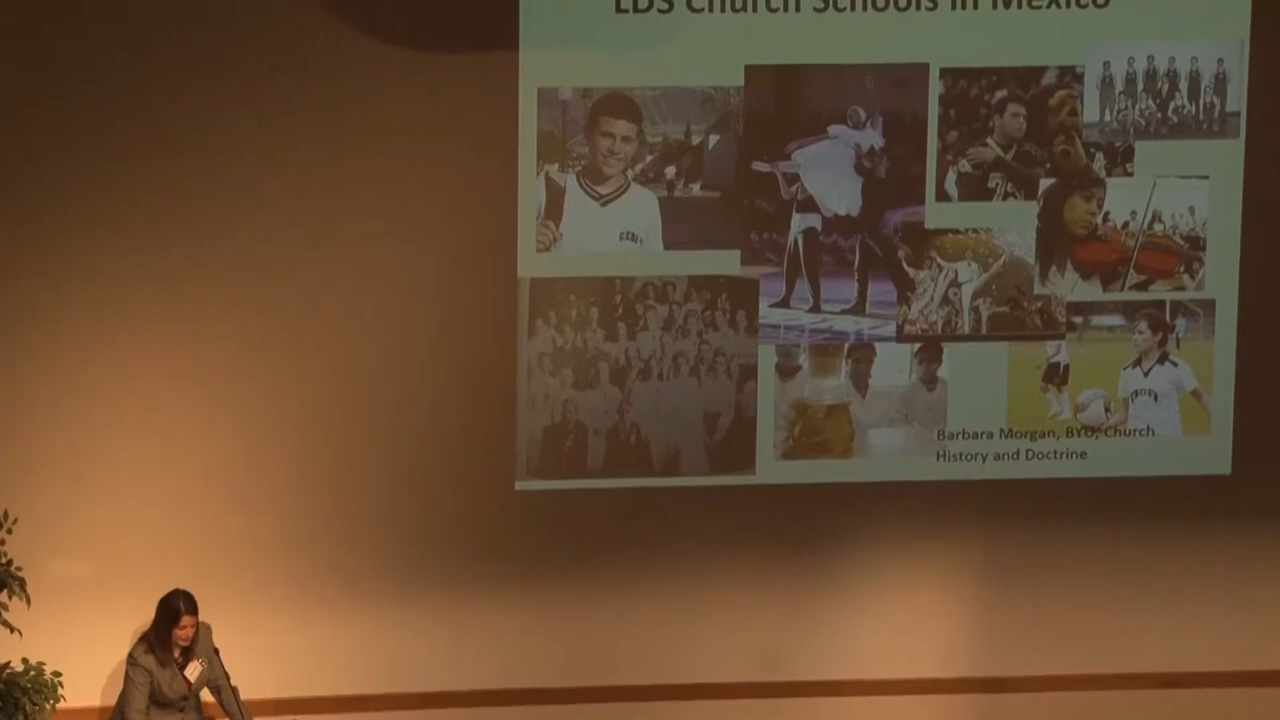 LDS Church Schools in Mexico
Barbara Morgan, BYU, Church
History and Doctrine